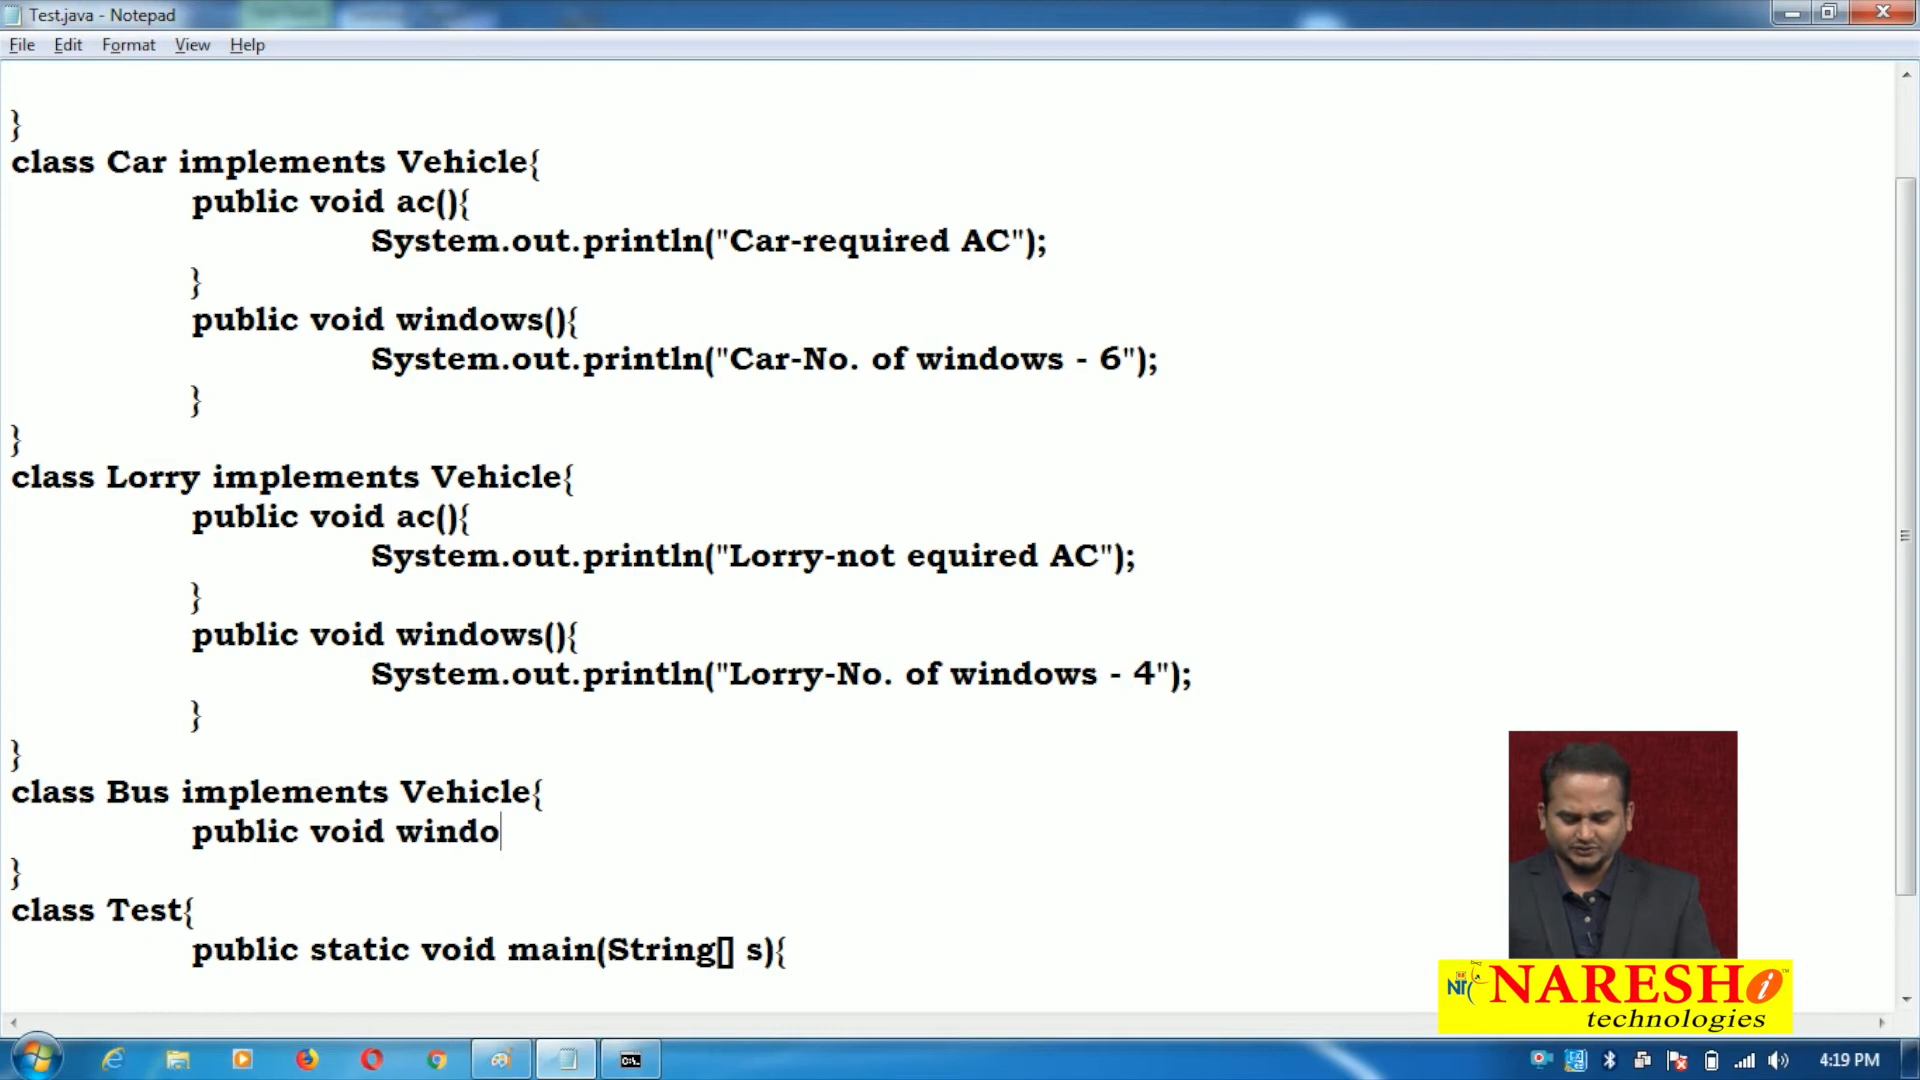 Test.java - Notepad
File Edit Format View Help
}
class Car implements Vehicle{
public void ac(){
System.out.println("Car-required AC");
}
public void windows(){
System.out.println("Car-No. of windows - 6");
}
}
class Lorry implements Vehicle{
public void ac(){
System.out.println("Lorry-not equired AC");
}
public void windows(){
System.out.println("Lorry-No. of windows - 4");
}
}
class Bus implements Vehicle{
public void windo
}
class Test{
public static void main(String[] s){
NT NARESH i
technologies
4:19 PM